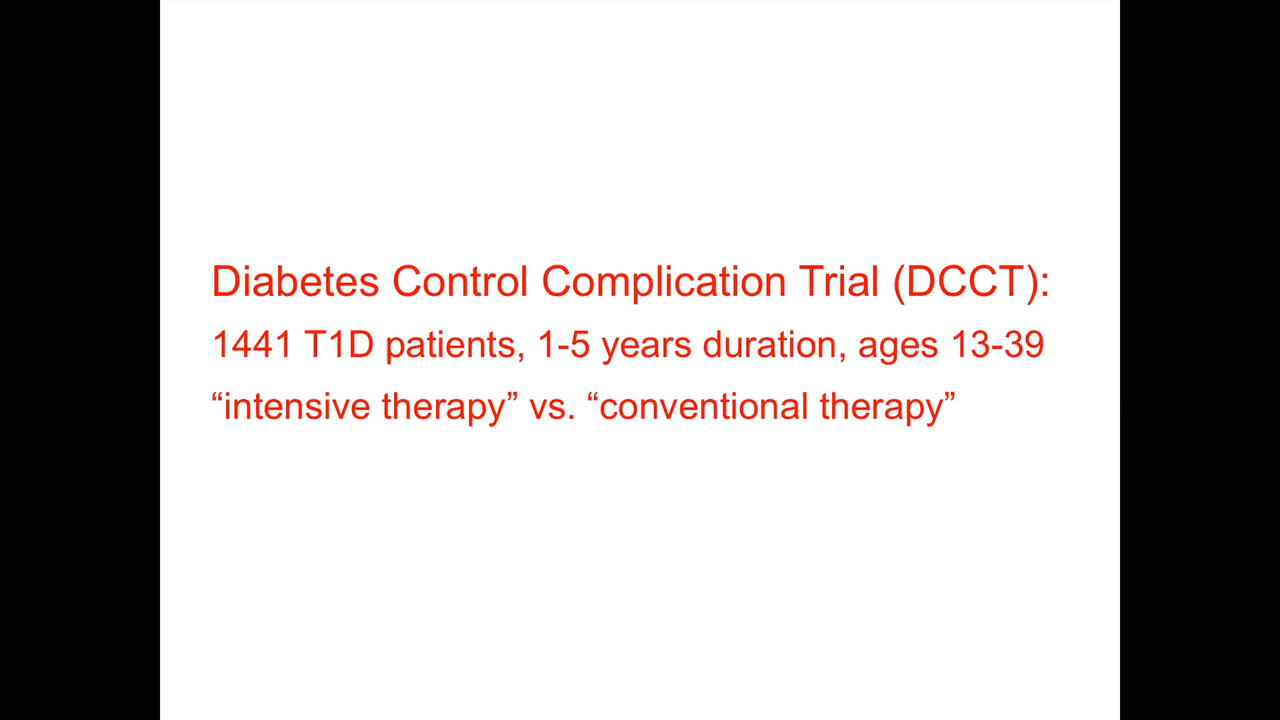 Diabetes Control Complication Trial (DCCT):
1441 T1D patients, 1-5 years duration, ages 13-39
“intensive therapy” vs. “conventional therapy”